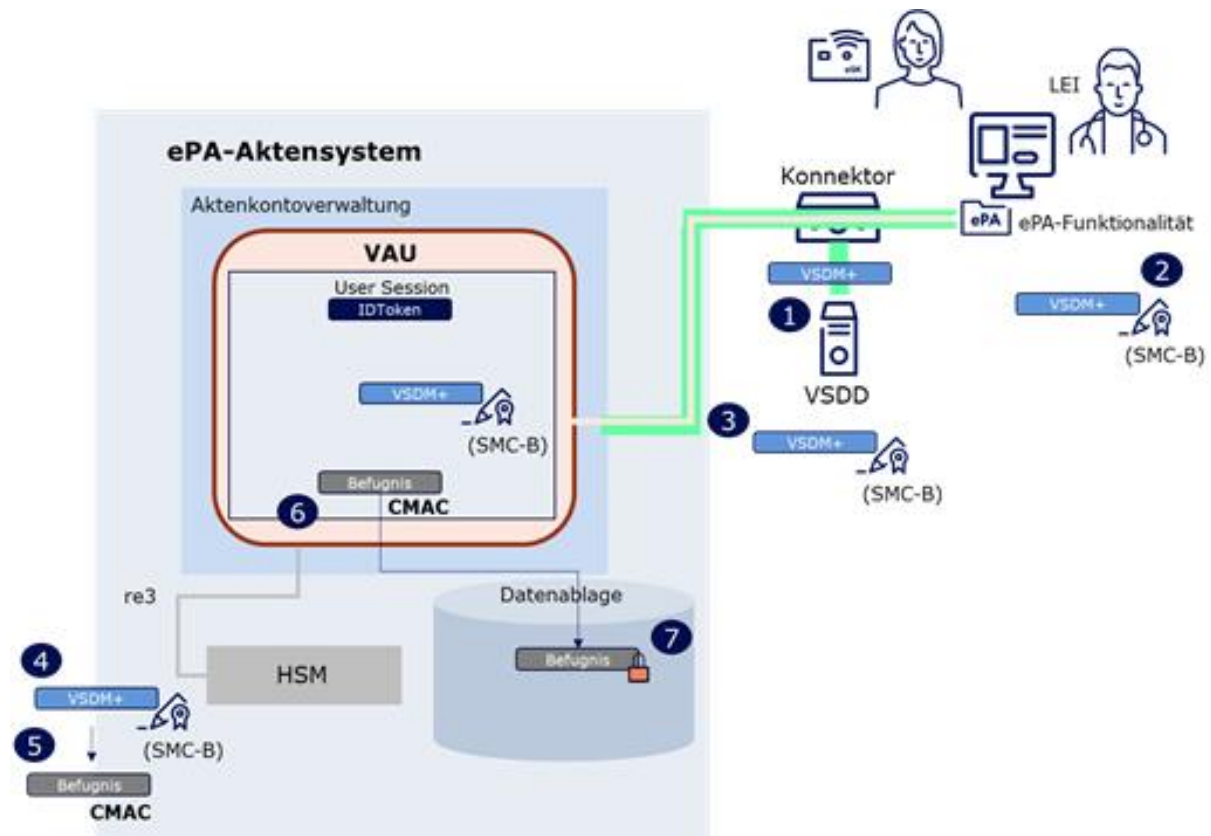 eGK
LEI
ePA-Aktensystem
Konnektor
Aktenkontoverwaltung
ePA
ePA-Funktionalität
VAU
VSDM+
2
User Session
VSDM+
IDToken
1
(SMC-B)
VSDM+
VSDD
3
(SMC-B)
VSDM+
Befugnis
(SMC-B)
6
CMAC
re3
Datenablage
7
4
Befugnis
HSM
VSDM+
5
(SMC-B)
Befugnis
CMAC